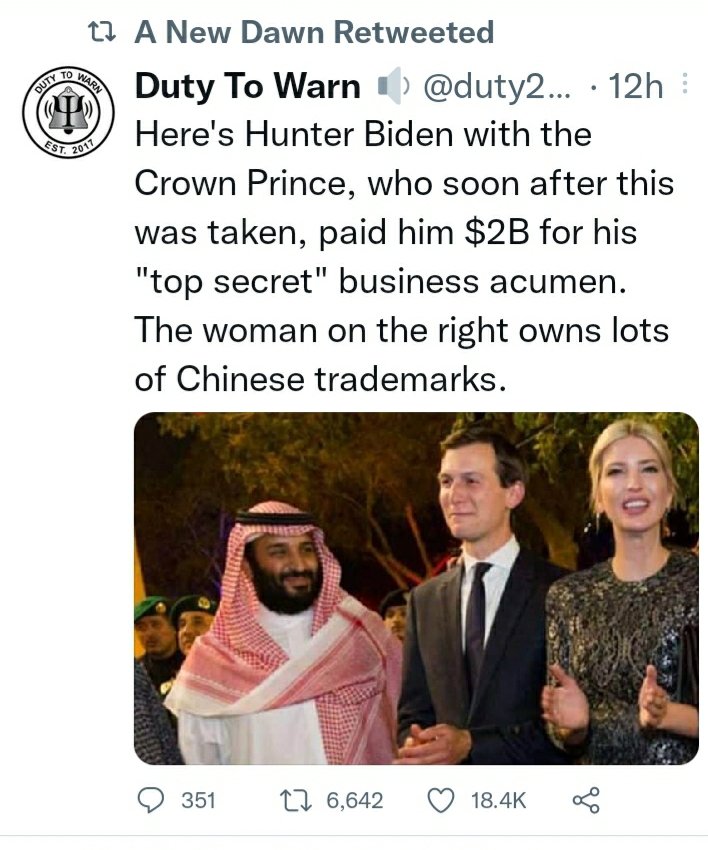 A New Dawn Retweeted
DUTY TO WARN
EST. 2017
Duty To Warn @duty2... · 12h
Here's Hunter Biden with the
Crown Prince, who soon after this
was taken, paid him $2B for his
"top secret" business acumen.
The woman on the right owns lots
of Chinese trademarks.
351 6,642 18.4K